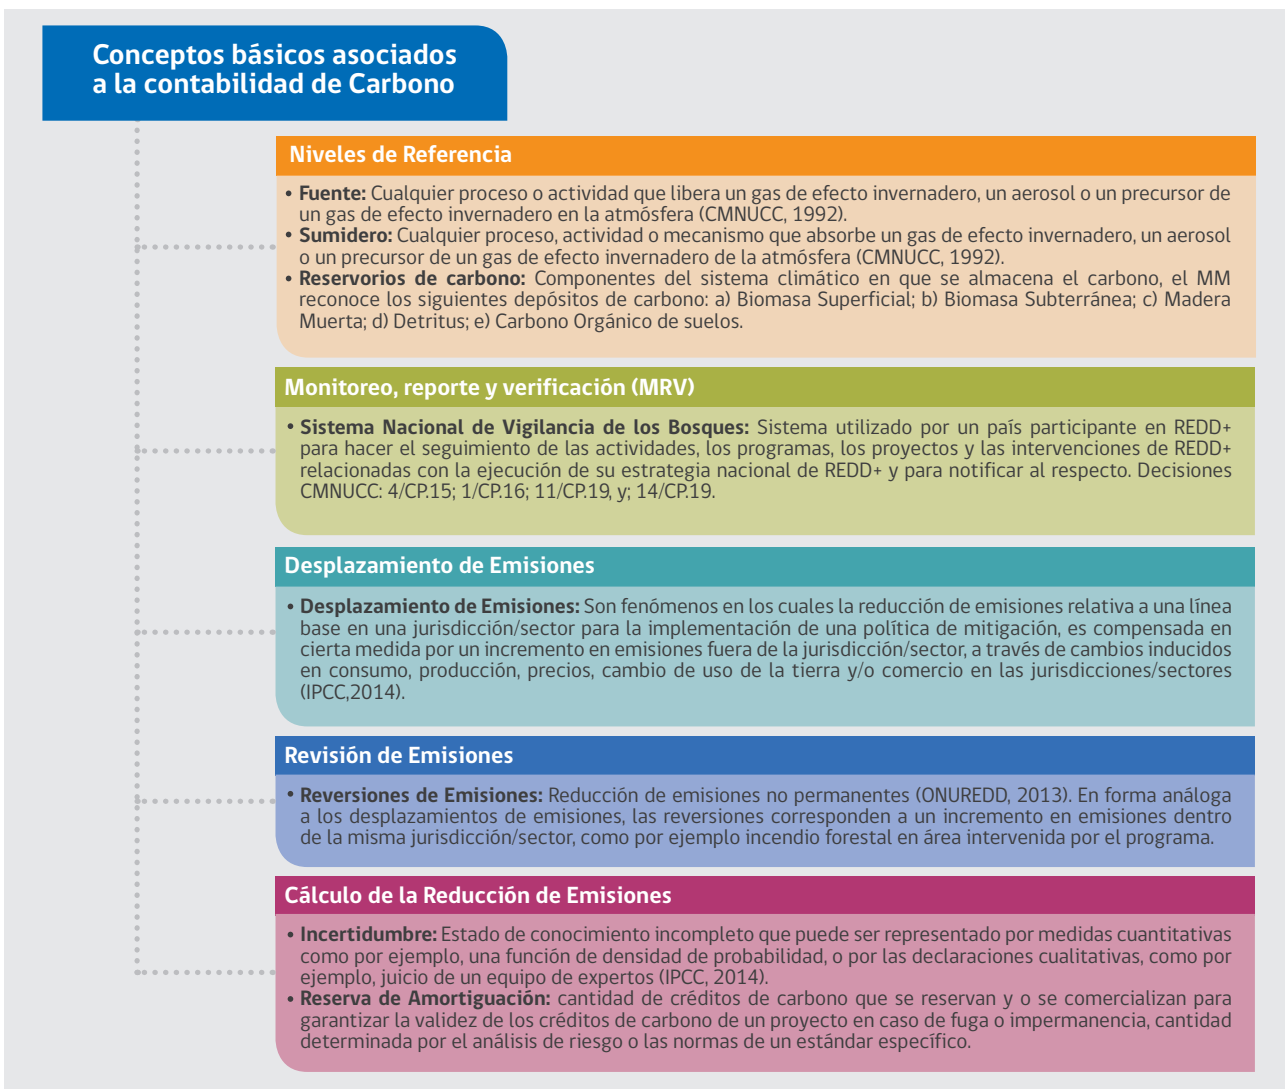 Conceptos básicos asociados
a la contabilidad de Carbono
Niveles de Referencia
• Fuente: Cualquier proceso o actividad que libera un gas de efecto invernadero, un aerosol o un precursor de
un gas de efecto invernadero en la atmósfera (CMNUCC, 1992).
• Sumidero: Cualquier proceso, actividad o mecanismo que absorbe un gas de efecto invernadero, un aerosol
o un precursor de un gas de efecto invernadero de la atmósfera (CMNUCC, 1992).
• Reservorios de carbono: Componentes del sistema climático en que se almacena el carbono, el MM
reconoce los siguientes depósitos de carbono: a) Biomasa Superficial; b) Biomasa Subterránea; c) Madera
Muerta; d) Detritus; e) Carbono Orgánico de suelos.
Monitoreo, reporte y verificación (MRV)
• Sistema Nacional de Vigilancia de los Bosques: Sistema utilizado por un país participante en REDD+
para hacer el seguimiento de las actividades, los programas, los proyectos y las intervenciones de REDD+
relacionadas con la ejecución de su estrategia nacional de REDD+ y para notificar al respecto. Decisiones
CMNUCC: 4/CP.15; 1/CP.16; 11/CP.19, y; 14/CP.19.
Desplazamiento de Emisiones
• Desplazamiento de Emisiones: Son fenómenos en los cuales la reducción de emisiones relativa a una línea
base en una jurisdicción/sector para la implementación de una política de mitigación, es compensada en
cierta medida por un incremento en emisiones fuera de la jurisdicción/sector, a través de cambios inducidos
en consumo, producción, precios, cambio de uso de la tierra y/o comercio en las jurisdicciones/sectores
(IPCC,2014).
Revisión de Emisiones
• Reversiones de Emisiones: Reducción de emisiones no permanentes (ONUREDD, 2013). En forma análoga
a los desplazamientos de emisiones, las reversiones corresponden a un incremento en emisiones dentro
de la misma jurisdicción/sector, como por ejemplo incendio forestal en área intervenida por el programa.
Cálculo de la Reducción de Emisiones
• Incertidumbre: Estado de conocimiento incompleto que puede ser representado por medidas cuantitativas
como por ejemplo, una función de densidad de probabilidad, o por las declaraciones cualitativas, como por
ejemplo, juicio de un equipo de expertos (IPCC, 2014).
• Reserva de Amortiguación: cantidad de créditos de carbono que se reservan y o se comercializan para
garantizar la validez de los créditos de carbono de un proyecto en caso de fuga o impermanencia, cantidad
determinada por el análisis de riesgo o las normas de un estándar específico.